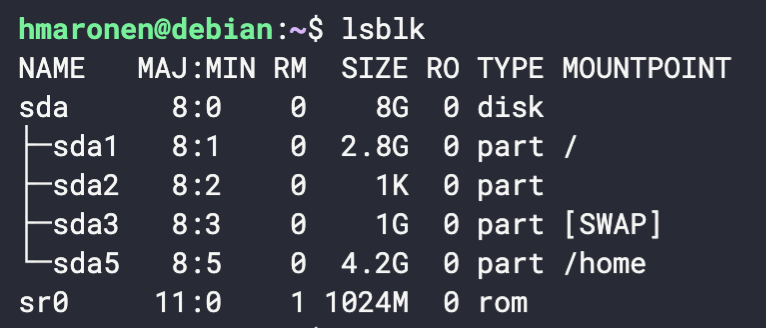 hmaronen@debian:~$ lsblk
NAME   MAJ:MIN RM  SIZE RO TYPE MOUNTPOINT
sda      8:0    0    8G  0 disk
├─sda1   8:1    0  2.8G  0 part /
├─sda2   8:2    0    1K  0 part
├─sda3   8:3    0    1G  0 part [SWAP]
└─sda5   8:5    0  4.2G  0 part /home
sr0     11:0    1 1024M  0 rom